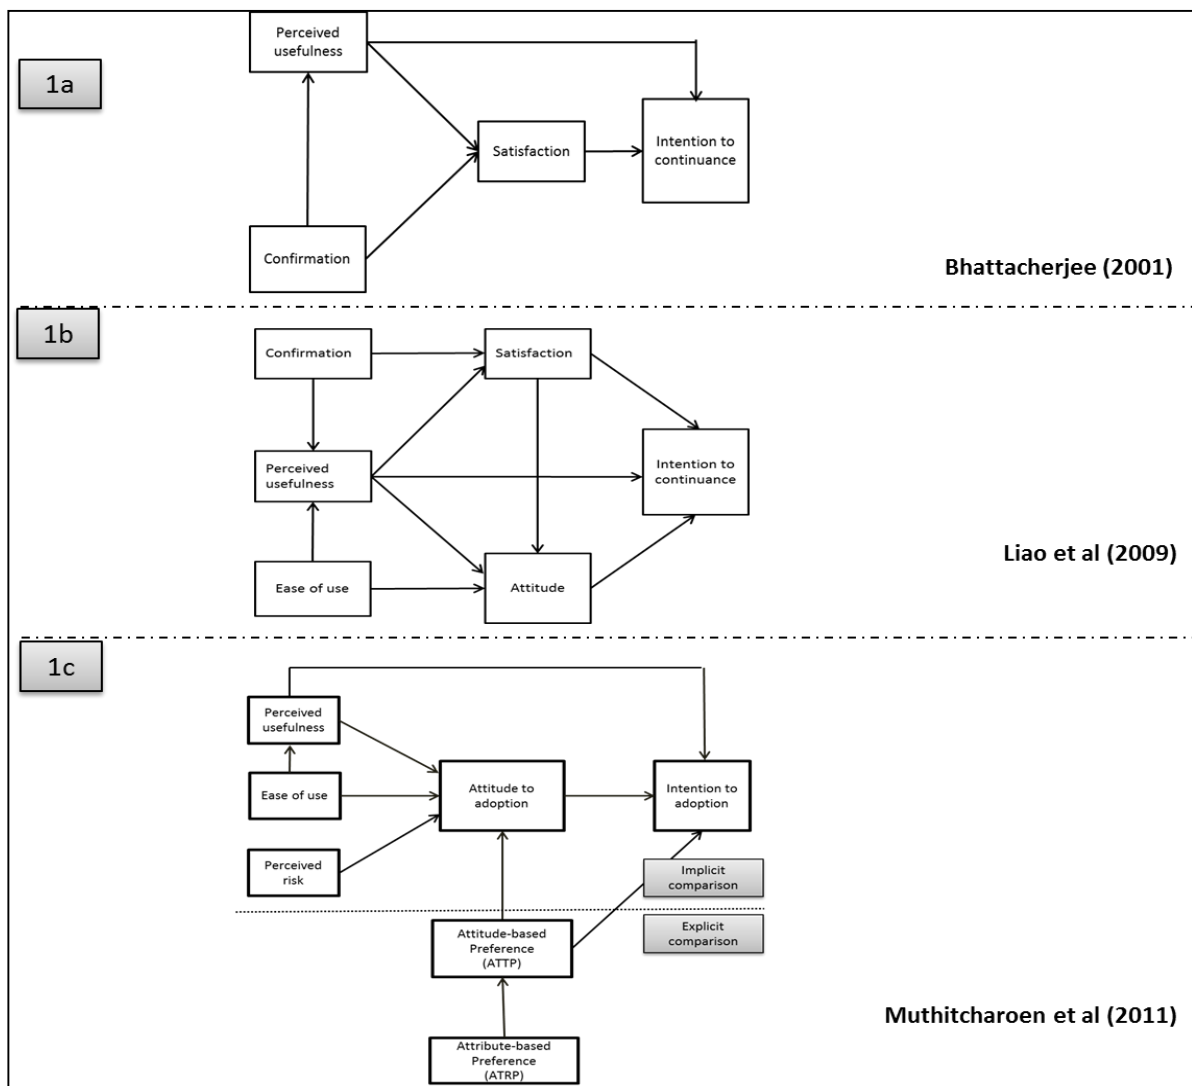 1a
Perceived
usefulness
Satisfaction
Intention to
continuance
Confirmation
Bhattacherjee (2001)
1b
Confirmation
Satisfaction
Perceived
usefulness
Intention to
continuance
Ease of use
Attitude
Liao et al (2009)
1c
Perceived
usefulness
Ease of use
Attitude to
adoption
Intention to
adoption
Perceived
risk
Implicit
comparison
Explicit
comparison
Attitude-based
Preference
(ATTP)
Muthitcharoen et al (2011)
Attribute-based
Preference
(ATRP)